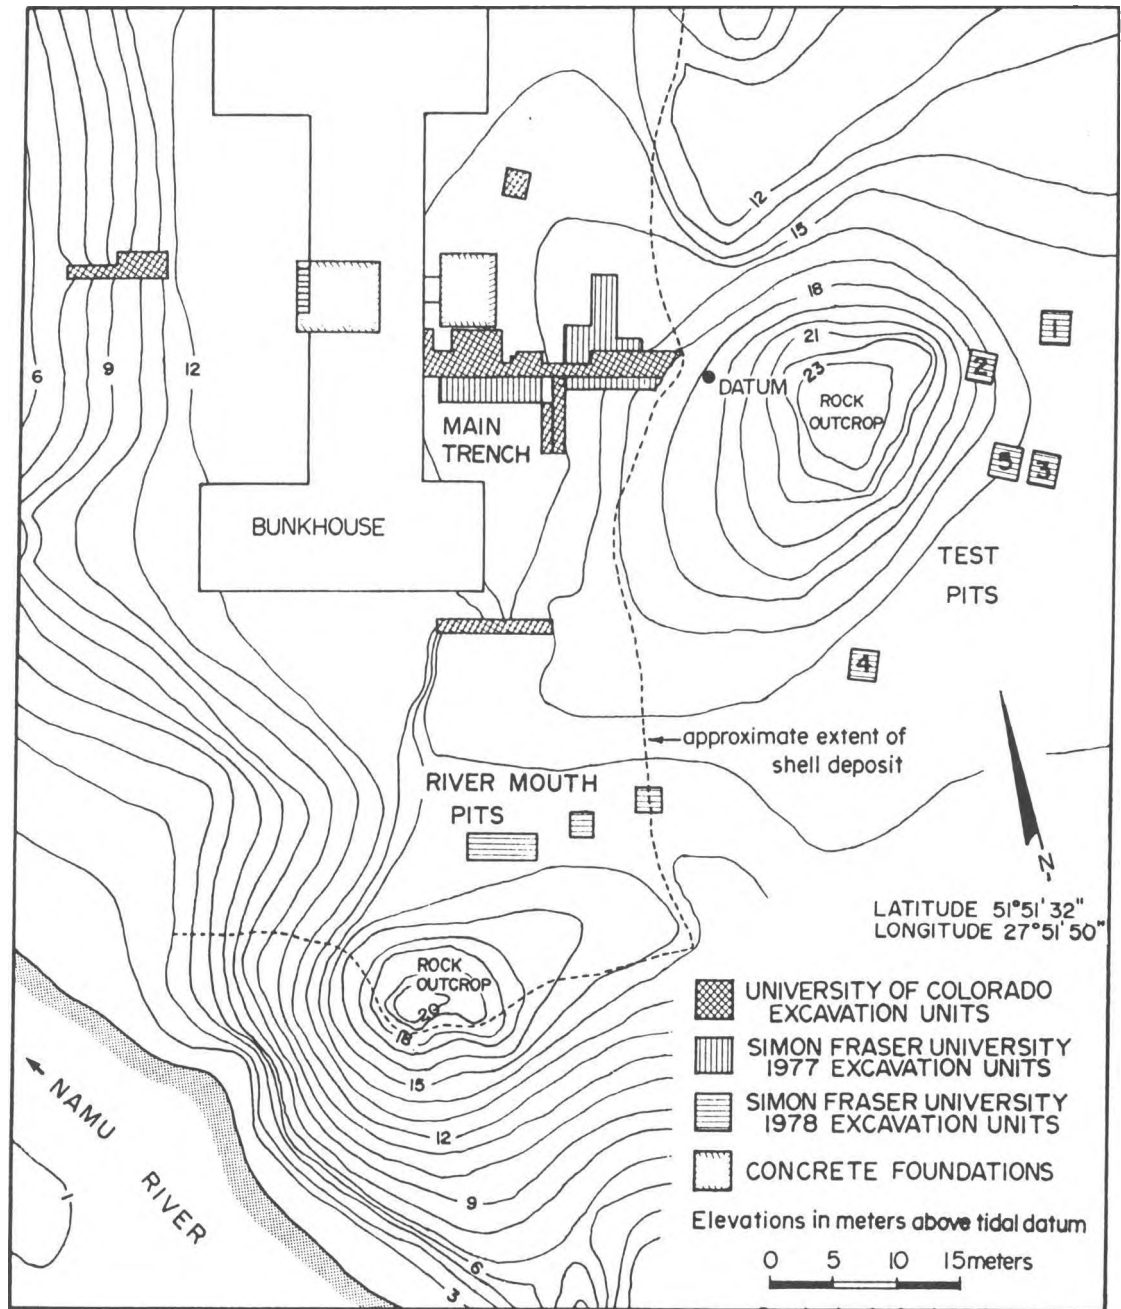 12
15
18
21
23
ROCK
OUTCROP
DATUM
1
2
5
3
4
6
9
12
MAIN
TRENCH
BUNKHOUSE
TEST
PITS
approximate extent of
shell deposit
RIVER MOUTH
PITS
N
LATITUDE 51°51'32"
LONGITUDE 27°51'50"
ROCK
OUTCROP
20
18
15
12
9
6
3
1
NAMU
RIVER
UNIVERSITY OF COLORADO
EXCAVATION UNITS
SIMON FRASER UNIVERSITY
1977 EXCAVATION UNITS
SIMON FRASER UNIVERSITY
1978 EXCAVATION UNITS
CONCRETE FOUNDATIONS
Elevations in meters above tidal datum
0 5 10 15meters